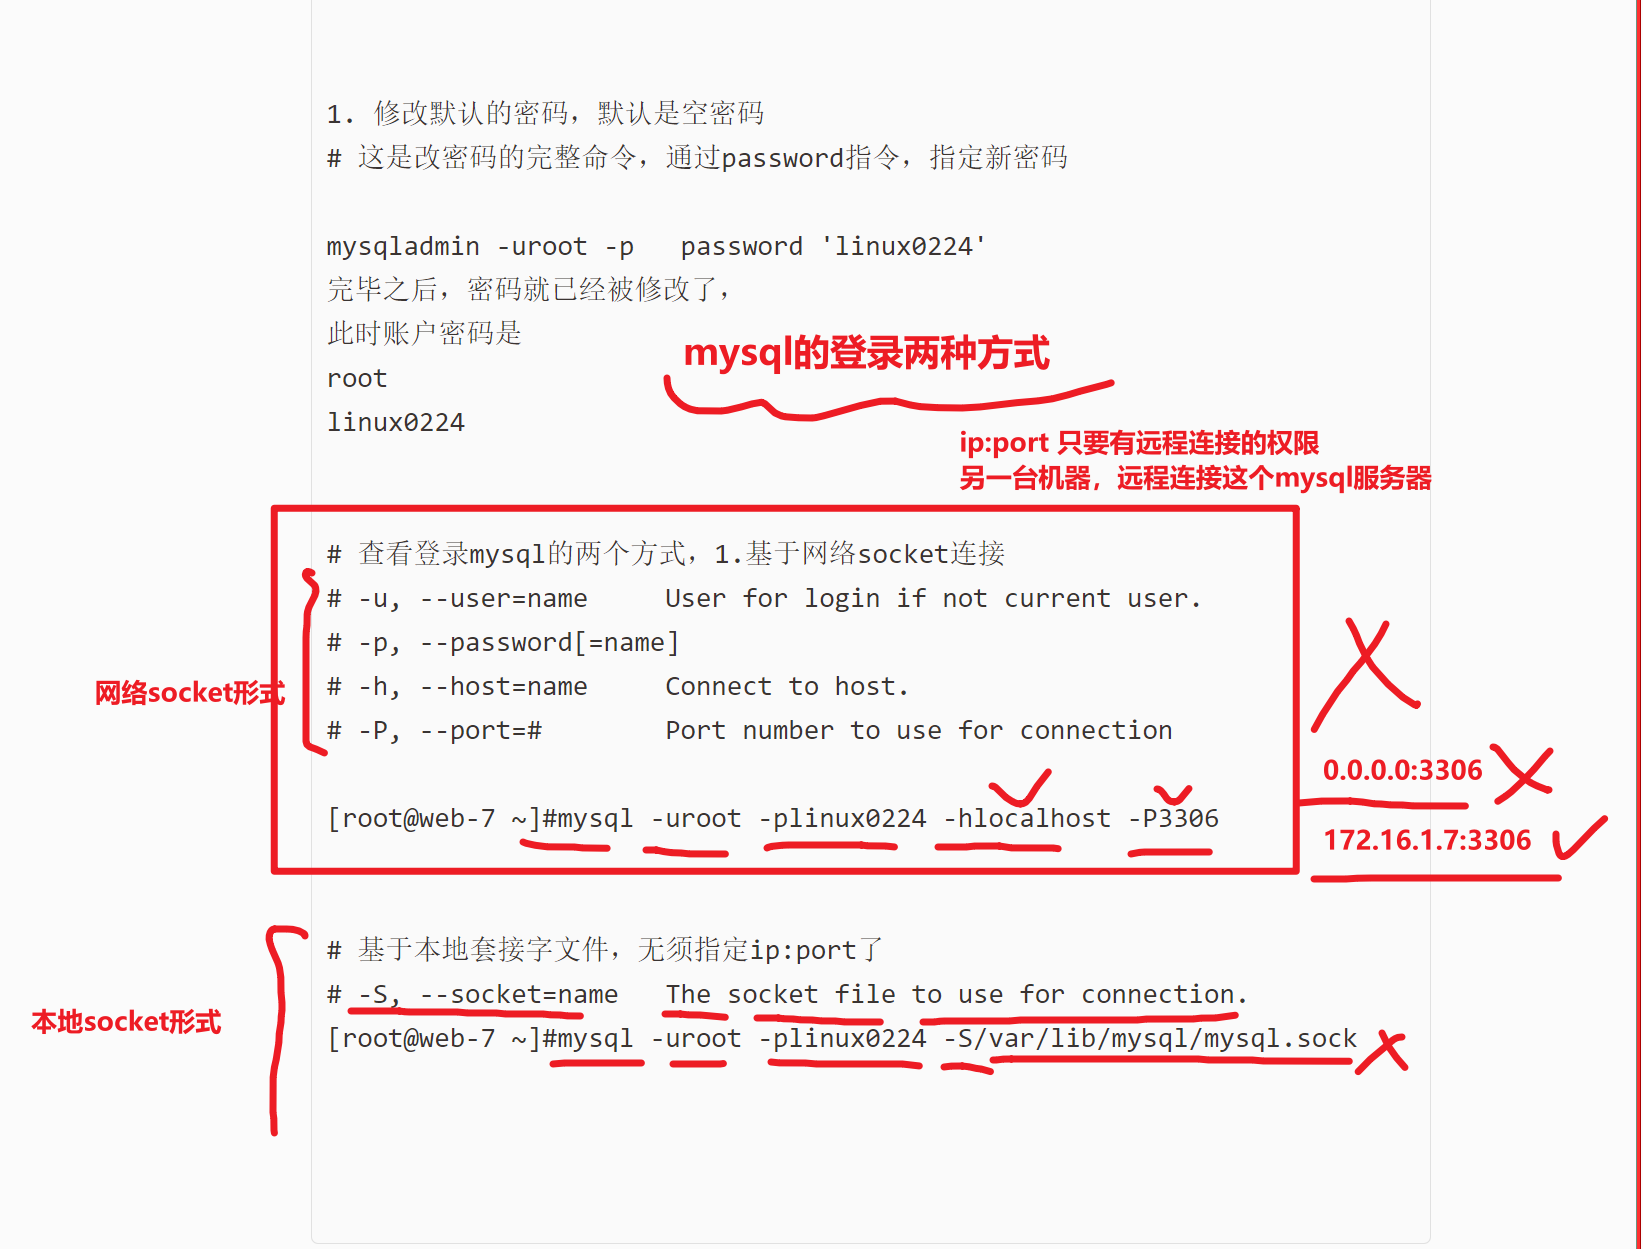 1. 修改默认的密码，默认是空密码
# 这是改密码的完整命令，通过password指令，指定新密码
mysqladmin -uroot -p   password 'linux0224'
完毕之后，密码就已经被修改了，
此时账户密码是
root
linux0224
mysql的登录两种方式
ip:port 只要有远程连接的权限
另一台机器，远程连接这个mysql服务器
# 查看登录mysql的两个方式，1.基于网络socket连接
# -u, --user=name     User for login if not current user.
# -p, --password[=name]
网络socket形式
# -h, --host=name     Connect to host.
# -P, --port=#        Port number to use for connection
0.0.0.0:3306
[root@web-7 ~]#mysql -uroot -plinux0224 -hlocalhost -P3306
172.16.1.7:3306
# 基于本地套接字文件，无须指定ip:port了
# -S, --socket=name   The socket file to use for connection.
本地socket形式
[root@web-7 ~]#mysql -uroot -plinux0224 -S/var/lib/mysql/mysql.sock